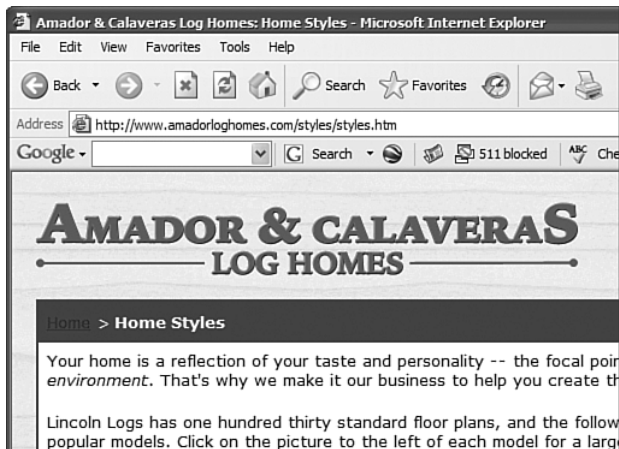 Amador & Calaveras Log Homes: Home Styles - Microsoft Internet Explorer
File Edit View Favorites Tools Help
Back Search Favorites
Address http://www.amadorloghomes.com/styles/styles.htm
Google G Search 511 blocked ABC Che
AMADOR & CALAVERAS
LOG HOMES
Home > Home Styles
Your home is a reflection of your taste and personality -- the focal poin
environment. That's why we make it our business to help you create th
Lincoln Logs has one hundred thirty standard floor plans, and the follow
popular models. Click on the picture to the left of each model for a large